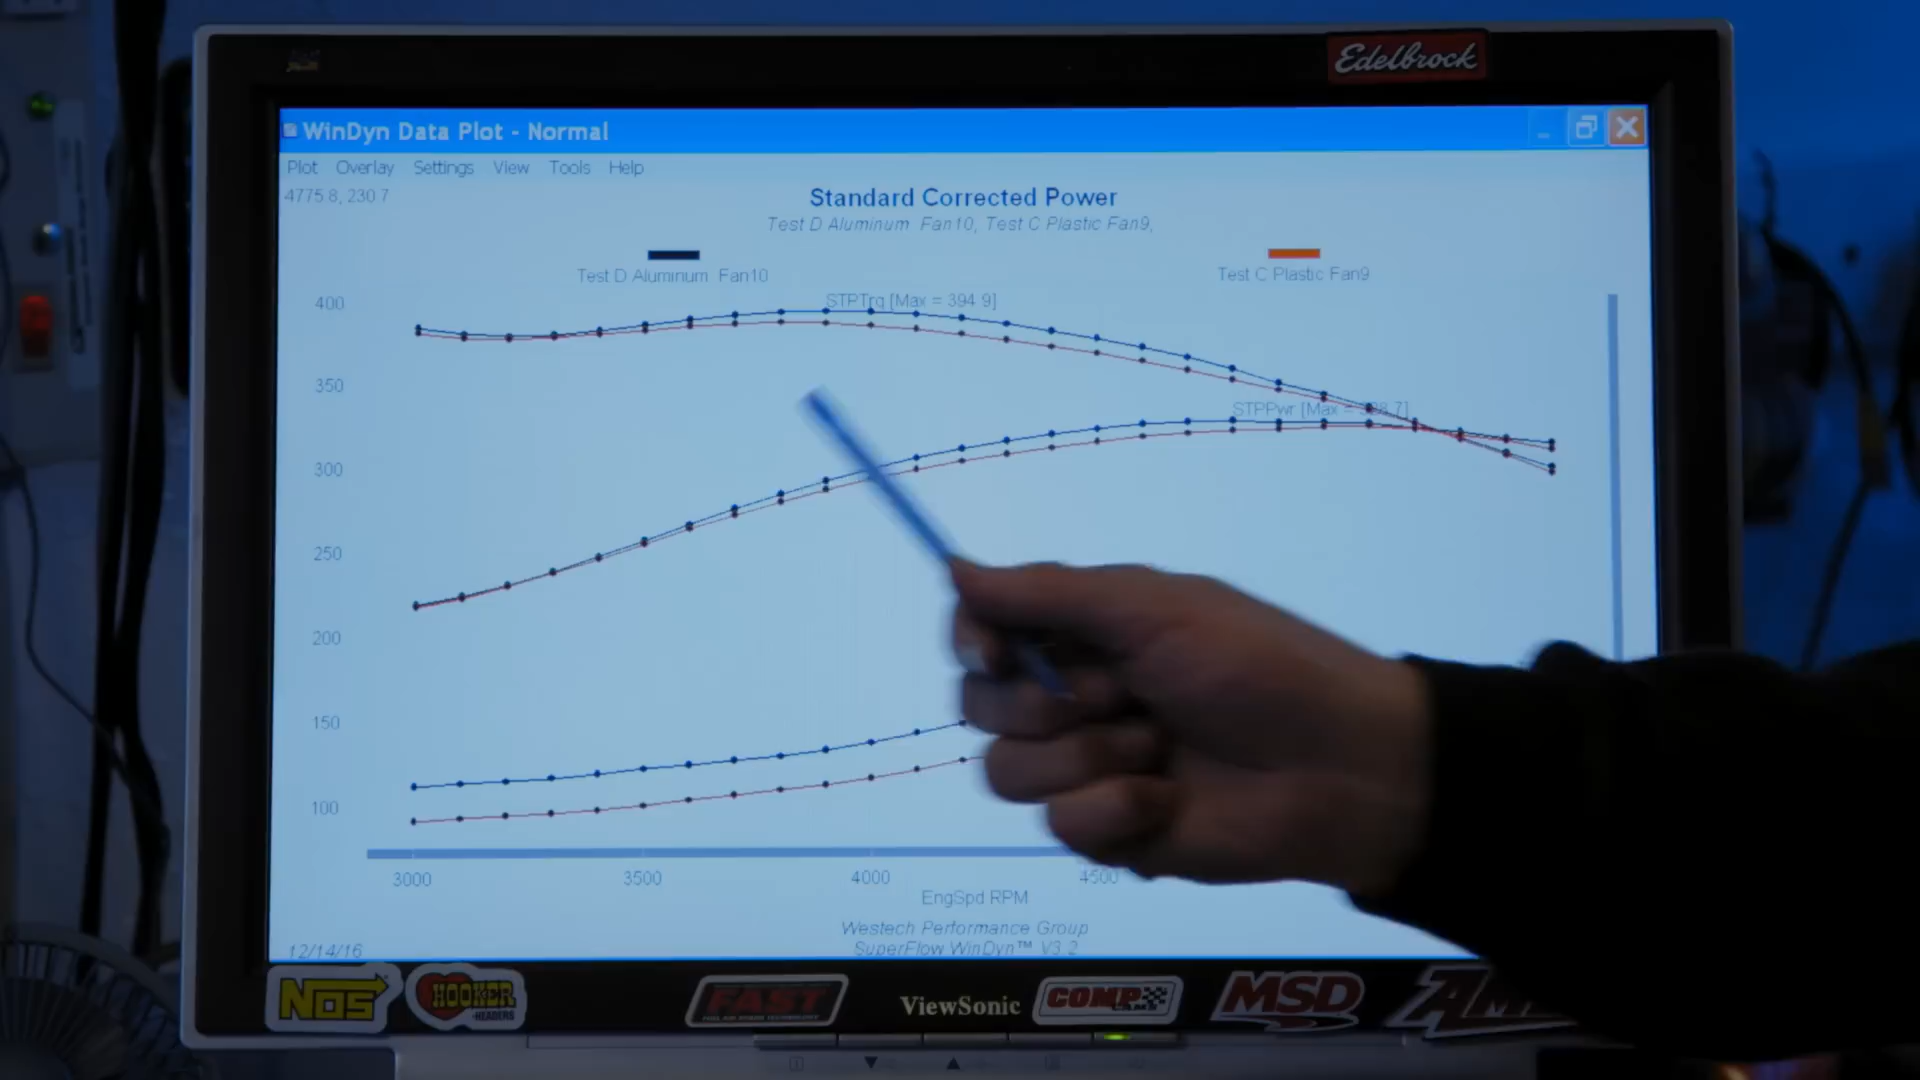 Edelbrock
WinDyn Data Plot - Normal
Plot Overlay Settings View Tools Help
4775 8, 230 7
Standard Corrected Power
Test D Aluminum Fan10, Test C Plastic Fan9,
Test D Aluminum Fan10
Test C Plastic Fan9
400
STPTrq [Max = 394 9]
350
STPPwr [Max =
300
250
200
150
100
3000 3500 4000 4500
EngSpd RPM
Westech Performance Group
12/14/16
SuperFlow WinDyn™ V3.2
NOS
HOOKER
HEADERS
FAST
ViewSonic
COMP
CAMS
MSD